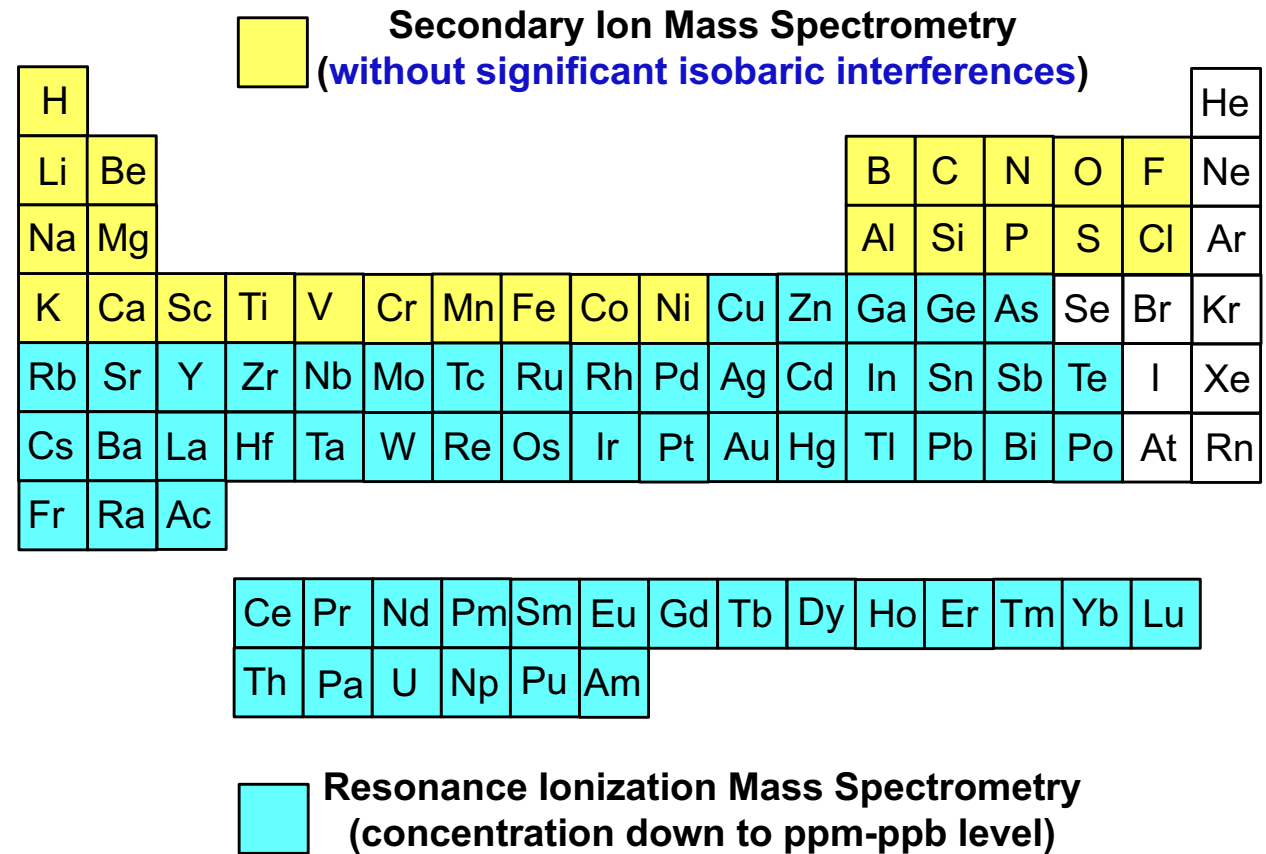 Secondary Ion Mass Spectrometry
(without significant isobaric interferences)
H He
Li Be B C N O F Ne
Na Mg Al Si P S Cl Ar
K Ca Sc Ti V Cr Mn Fe Co Ni Cu Zn Ga Ge As Se Br Kr
Rb Sr Y Zr Nb Mo Tc Ru Rh Pd Ag Cd In Sn Sb Te I Xe
Cs Ba La Hf Ta W Re Os Ir Pt Au Hg Tl Pb Bi Po At Rn
Fr Ra Ac
Ce Pr Nd Pm Sm Eu Gd Tb Dy Ho Er Tm Yb Lu
Th Pa U Np Pu Am
Resonance Ionization Mass Spectrometry
(concentration down to ppm-ppb level)